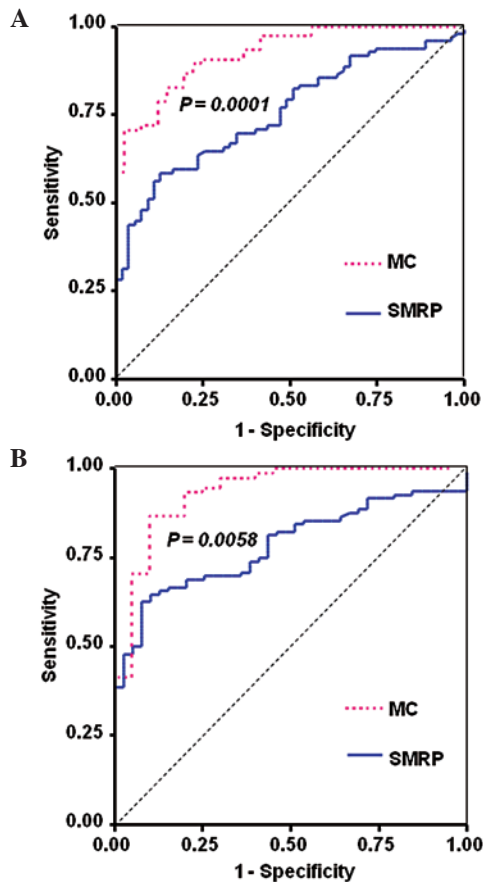 A
1.00
0.75
0.50
0.25
0.00
Sensitivity
P = 0.0001
MC
SMRP
0.00 0.25 0.50 0.75 1.00
1 - Specificity
B
1.00
0.75
0.50
0.25
0.00
Sensitivity
P = 0.0058
MC
SMRP
0.00 0.25 0.50 0.75 1.00
1 - Specificity